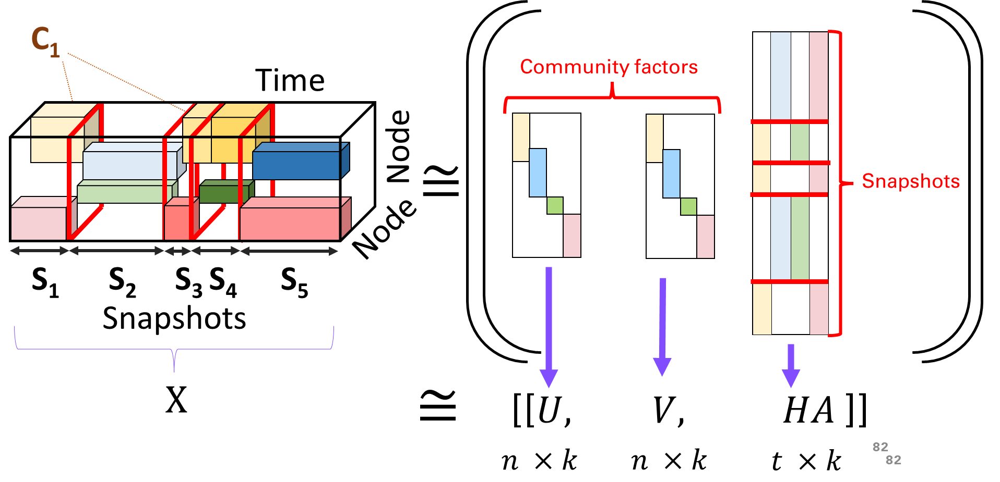 C₁
Time
Node
Node
S₁ S₂ S₃ S₄ S₅
Snapshots
X
≅
Community factors
Snapshots
≅ [[U, V, HA ]]
n × k n × k t × k
82
82